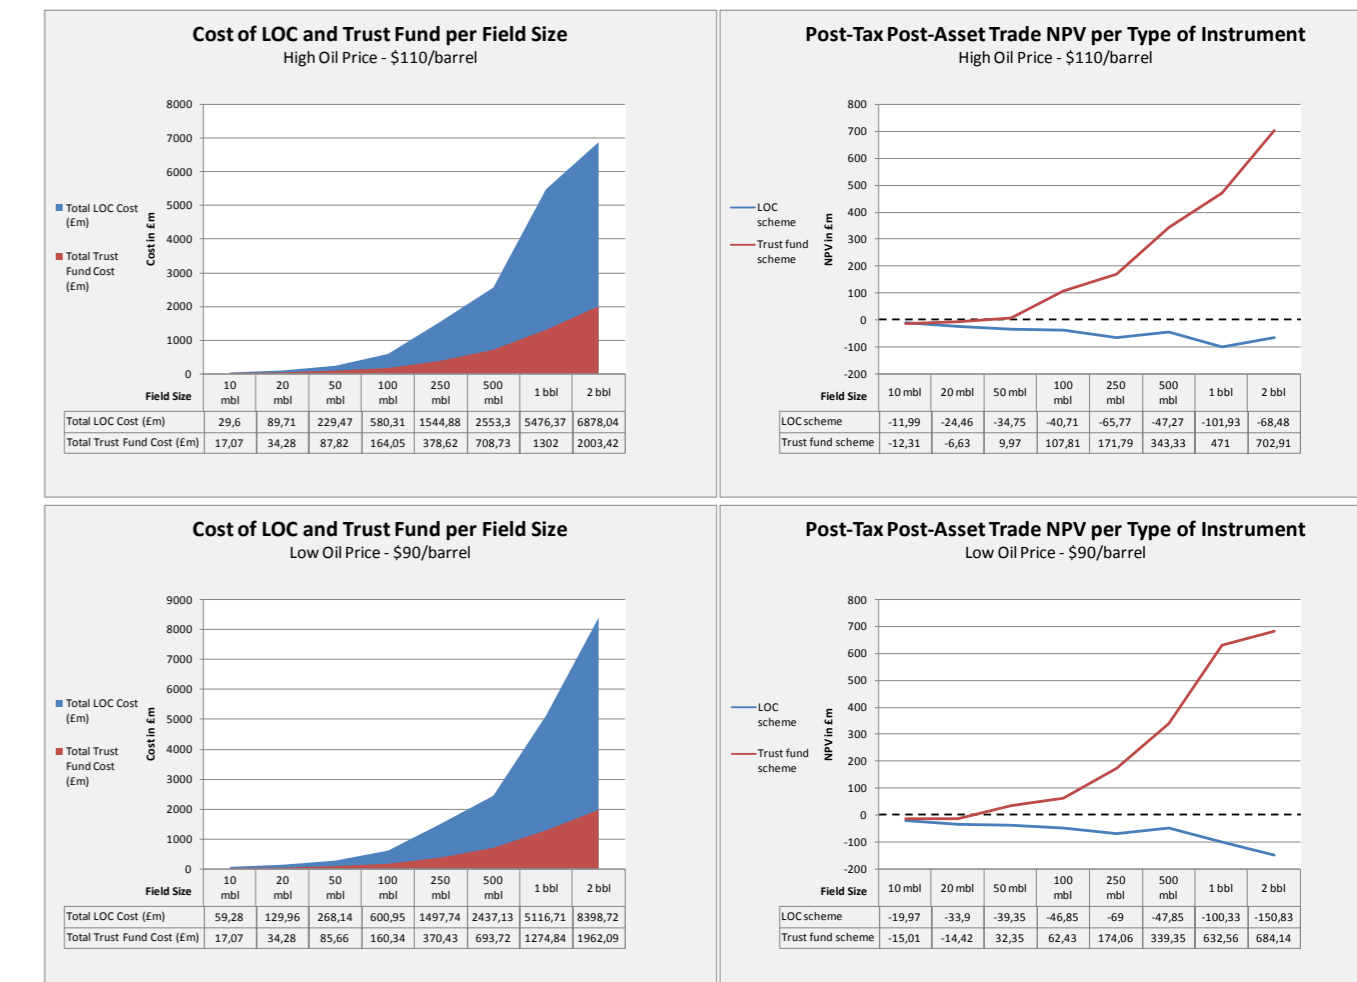 Cost of LOC and Trust Fund per Field Size
High Oil Price - $110/barrel
8000
7000
6000
5000
4000
3000
2000
1000
0
Cost in £m
Total LOC Cost
(£m)
Total Trust
Fund Cost
(£m)
Field Size 10 mbl 20 mbl 50 mbl 100 mbl 250 mbl 500 mbl 1 bbl 2 bbl
Total LOC Cost (£m) 29,6 89,71 229,47 580,31 1544,88 2553,3 5476,37 6878,04
Total Trust Fund Cost (£m) 17,07 34,28 87,82 164,05 378,62 708,73 1302 2003,42
Post-Tax Post-Asset Trade NPV per Type of Instrument
High Oil Price - $110/barrel
800
700
600
500
400
300
200
100
0
-100
-200
NPV in £m
LOC
scheme
Trust fund
scheme
Field Size 10 mbl 20 mbl 50 mbl 100 mbl 250 mbl 500 mbl 1 bbl 2 bbl
LOC scheme -11,99 -24,46 -34,75 -40,71 -65,77 -47,27 -101,93 -68,48
Trust fund scheme -12,31 -6,63 9,97 107,81 171,79 343,33 471 702,91
Cost of LOC and Trust Fund per Field Size
Low Oil Price - $90/barrel
9000
8000
7000
6000
5000
4000
3000
2000
1000
0
Cost in £m
Total LOC Cost
(£m)
Total Trust
Fund Cost
(£m)
Field Size 10 mbl 20 mbl 50 mbl 100 mbl 250 mbl 500 mbl 1 bbl 2 bbl
Total LOC Cost (£m) 59,28 129,96 268,14 600,95 1497,74 2437,13 5116,71 8398,72
Total Trust Fund Cost (£m) 17,07 34,28 85,66 160,34 370,43 693,72 1274,84 1962,09
Post-Tax Post-Asset Trade NPV per Type of Instrument
Low Oil Price - $90/barrel
800
700
600
500
400
300
200
100
0
-100
-200
NPV in £m
LOC
scheme
Trust fund
scheme
Field Size 10 mbl 20 mbl 50 mbl 100 mbl 250 mbl 500 mbl 1 bbl 2 bbl
LOC scheme -19,97 -33,9 -39,35 -46,85 -69 -47,85 -100,33 -150,83
Trust fund scheme -15,01 -14,42 32,35 62,43 174,06 339,35 632,56 684,14